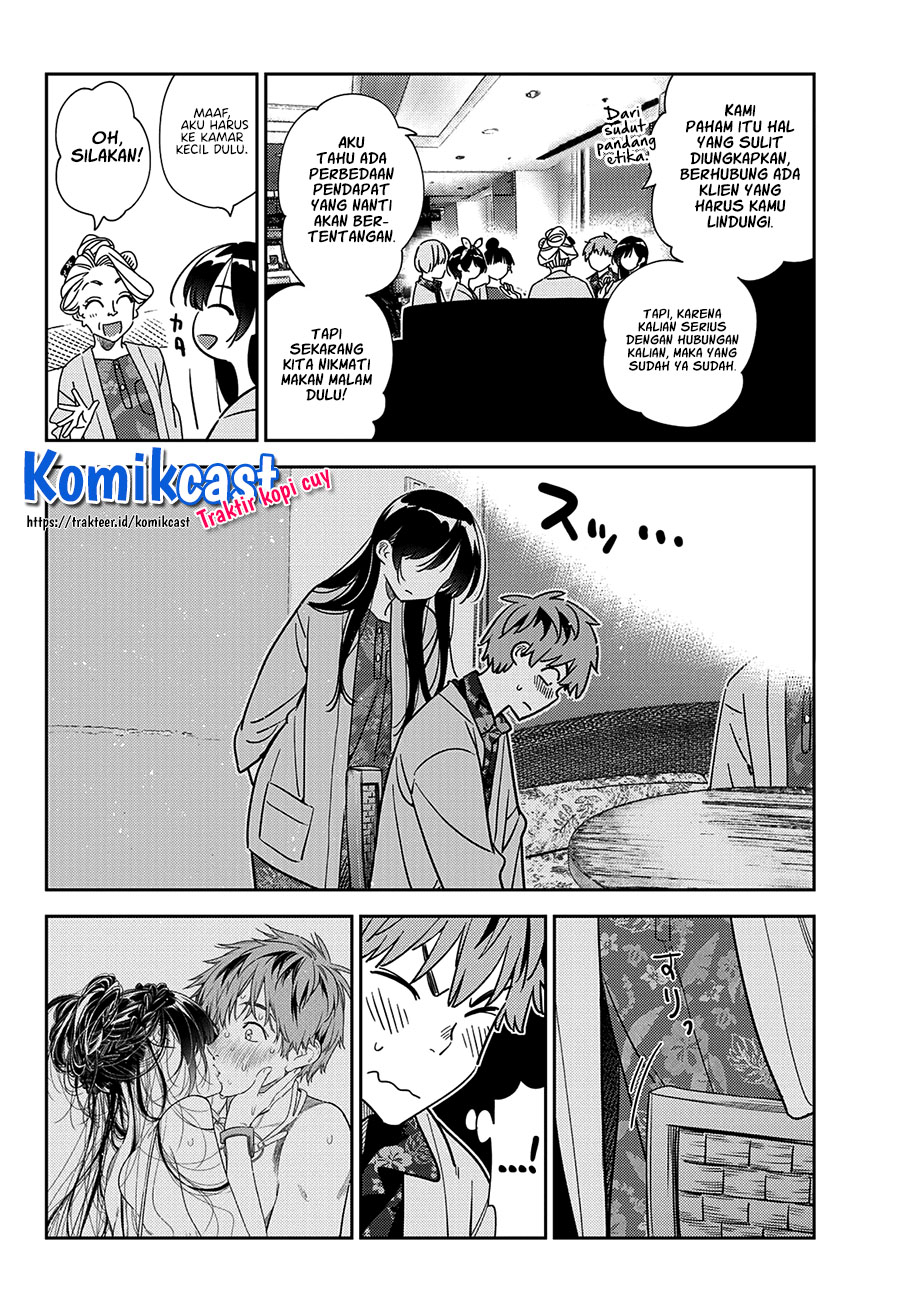 KAMI
PAHAM ITU HAL
YANG SULIT
DIUNGKAPKAN,
BERHUBUNG ADA
KLIEN YANG
HARUS KAMU
LINDUNGI.
Dari
sudut
pandang
etika.
TAPI, KARENA
KALIAN SERIUS
DENGAN HUBUNGAN
KALIAN, MAKA YANG
SUDAH YA SUDAH.
AKU
TAHU ADA
PERBEDAAN
PENDAPAT
YANG NANTI
AKAN BER-
TENTANGAN.
TAPI
SEKARANG
KITA NIKMATI
MAKAN MALAM
DULU!
MAAF,
AKU HARUS
KE KAMAR
KECIL DULU.
OH,
SILAKAN!
カタ
Komikcast
Traktir kopi cuy
https://trakteer.id/komikcast
スッ...
すりっ
....!